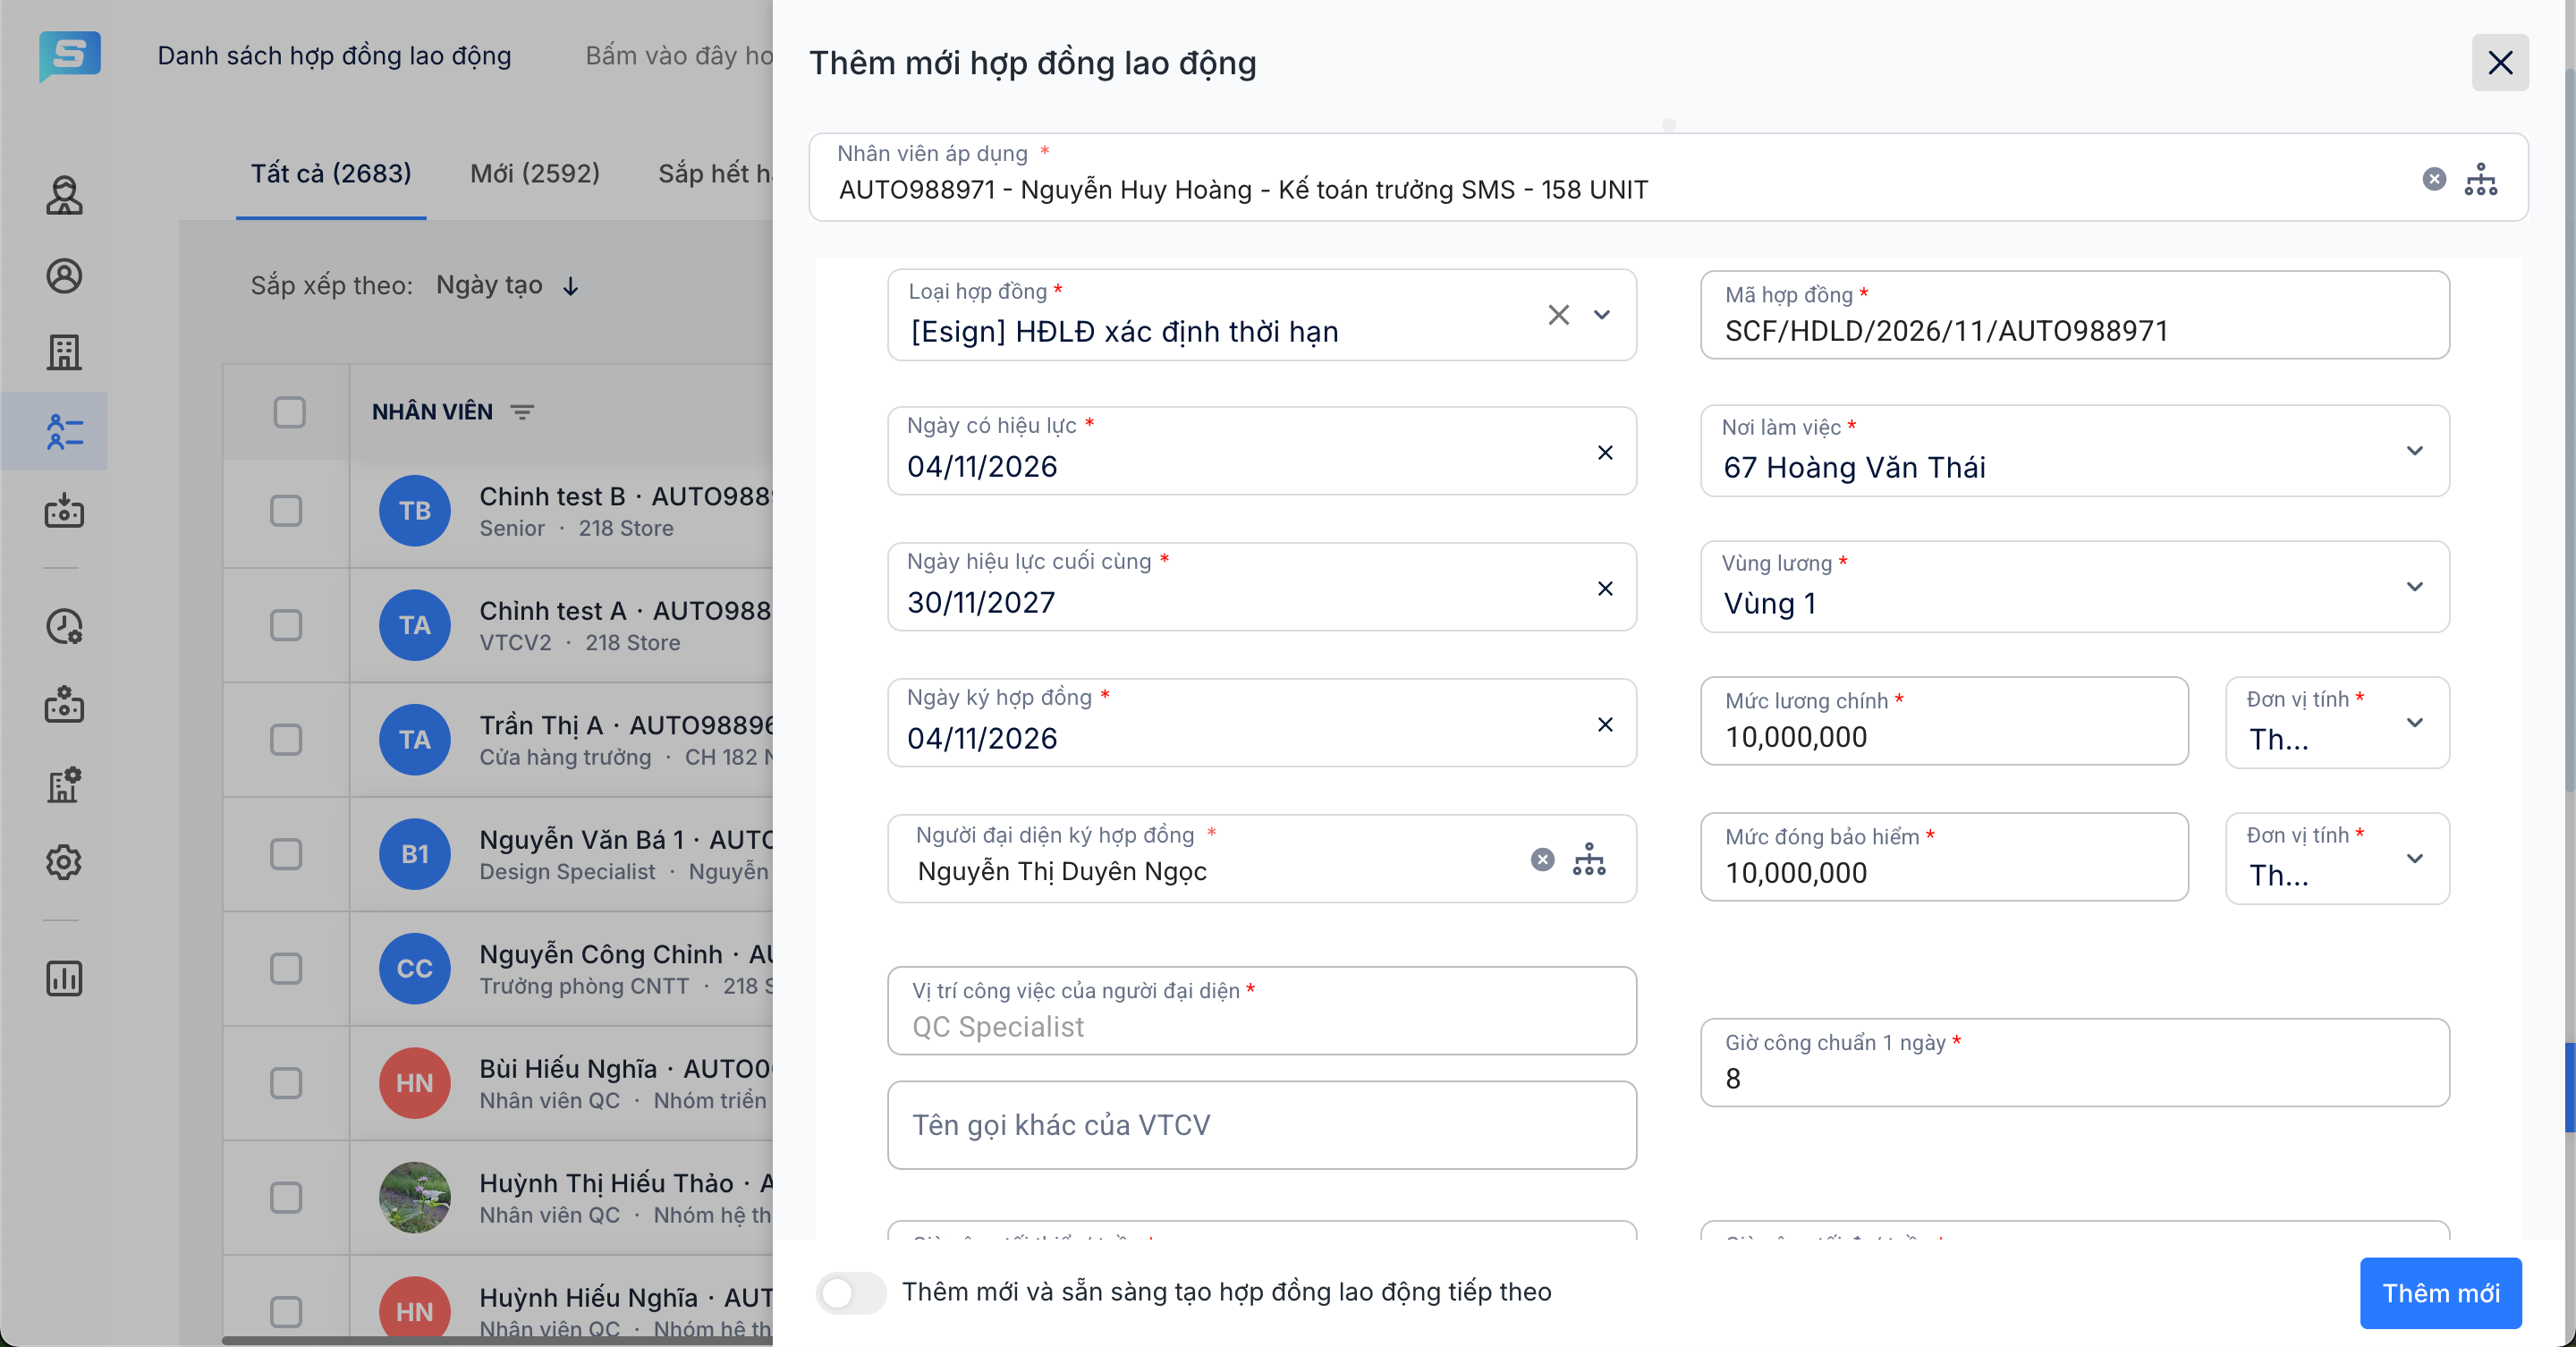 S
Danh sách hợp đồng lao động
Bấm vào đây
Tất cả (2683)
Mới (2592)
Sắp hết
Sắp xếp theo: Ngày tạo
NHÂN VIÊN
TB
Chinh test B · AUTO988
Senior · 218 Store
TA
Chỉnh test A · AUTO988
VTCV2 · 218 Store
TA
Trần Thị A · AUTO98896
Cửa hàng trưởng · CH 182
B1
Nguyễn Văn Bá 1 · AUTO
Design Specialist · Nguyễn
CC
Nguyễn Công Chỉnh ·
Trưởng phòng CNTT · 218
HN
Bùi Hiếu Nghĩa · AUTO0
Nhân viên QC · Nhóm triển
Huỳnh Thị Hiếu Thảo ·
Nhân viên QC · Nhóm hệ
HN
Huỳnh Hiếu Nghĩa · AUT
Nhân viên QC · Nhóm hệ
Thêm mới hợp đồng lao động
Nhân viên áp dụng *
AUTO988971 - Nguyễn Huy Hoàng - Kế toán trưởng SMS - 158 UNIT
Loại hợp đồng *
[Esign] HĐLĐ xác định thời hạn
Mã hợp đồng *
SCF/HDLD/2026/11/AUTO988971
Ngày có hiệu lực *
04/11/2026
Nơi làm việc *
67 Hoàng Văn Thái
Ngày hiệu lực cuối cùng *
30/11/2027
Vùng lương *
Vùng 1
Ngày ký hợp đồng *
04/11/2026
Mức lương chính *
10,000,000
Đơn vị tính *
Th...
Người đại diện ký hợp đồng *
Nguyễn Thị Duyên Ngọc
Mức đóng bảo hiểm *
10,000,000
Đơn vị tính *
Th...
Vị trí công việc của người đại diện *
QC Specialist
Giờ công chuẩn 1 ngày *
8
Tên gọi khác của VTCV
Thêm mới và sẵn sàng tạo hợp đồng lao động tiếp theo
Thêm mới